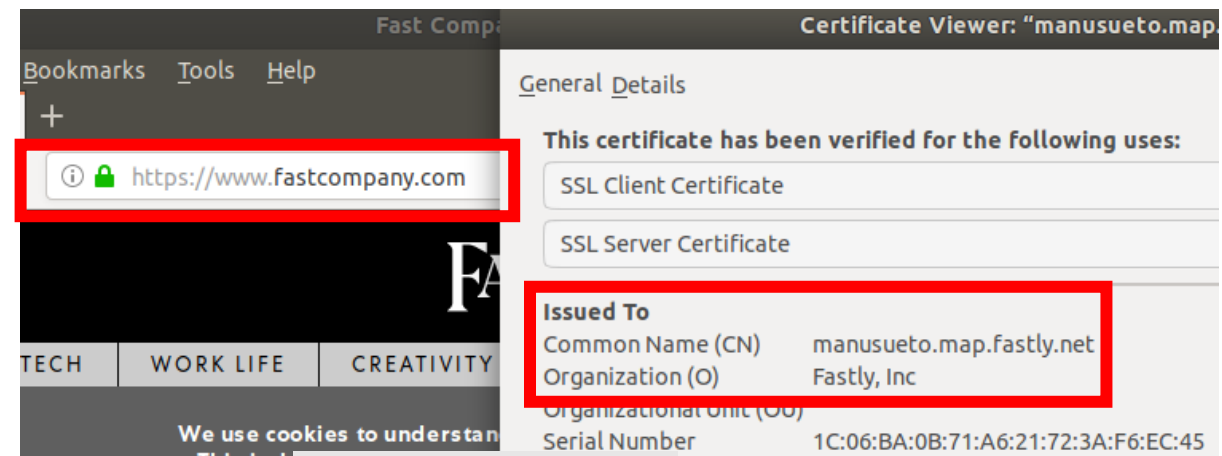 Fast Comp
Certificate Viewer: “manusueto.map.
Bookmarks Tools Help
General Details
+
This certificate has been verified for the following uses:
https://www.fastcompany.com
SSL Client Certificate
SSL Server Certificate
FA
Issued To
Common Name (CN) manusueto.map.fastly.net
TECH WORK LIFE CREATIVITY
Organization (O) Fastly, Inc
Organizational Unit (OU)
We use cookies to understan
Serial Number 1C:06:BA:0B:71:A6:21:72:3A:F6:EC:45